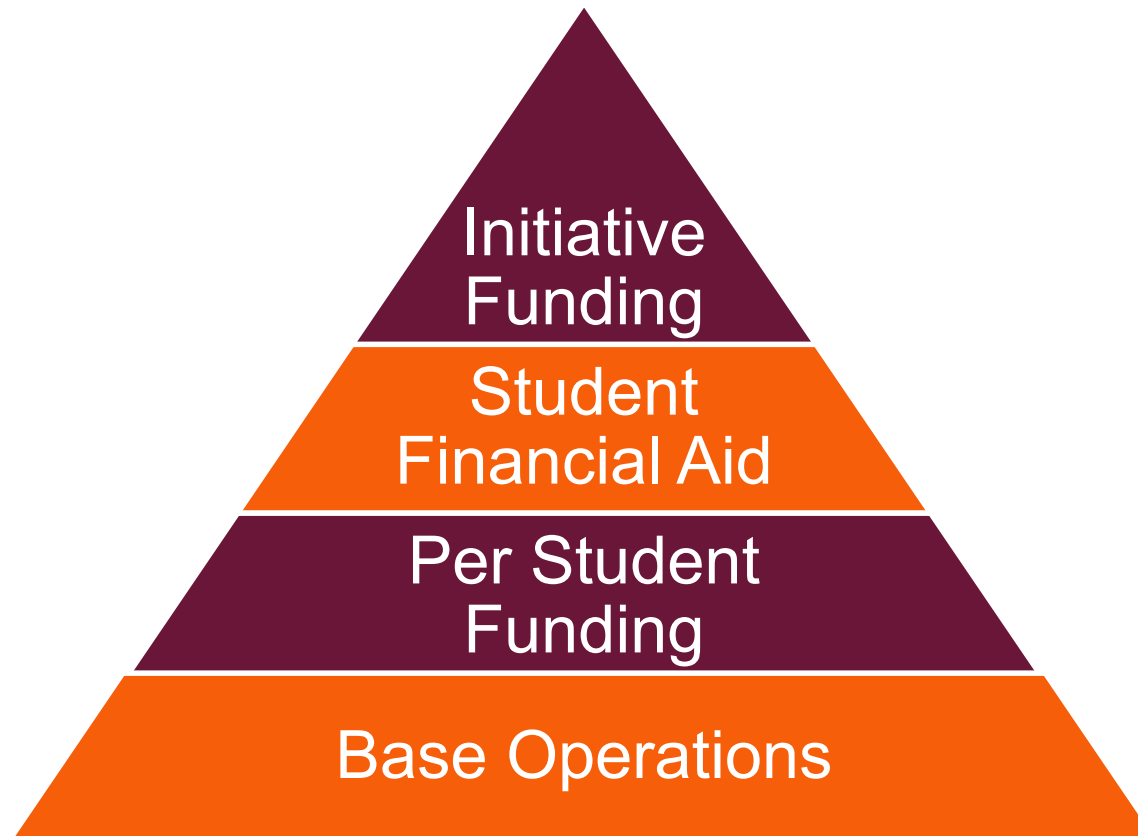 Initiative
Funding
Student
Financial Aid
Per Student
Funding
Base Operations